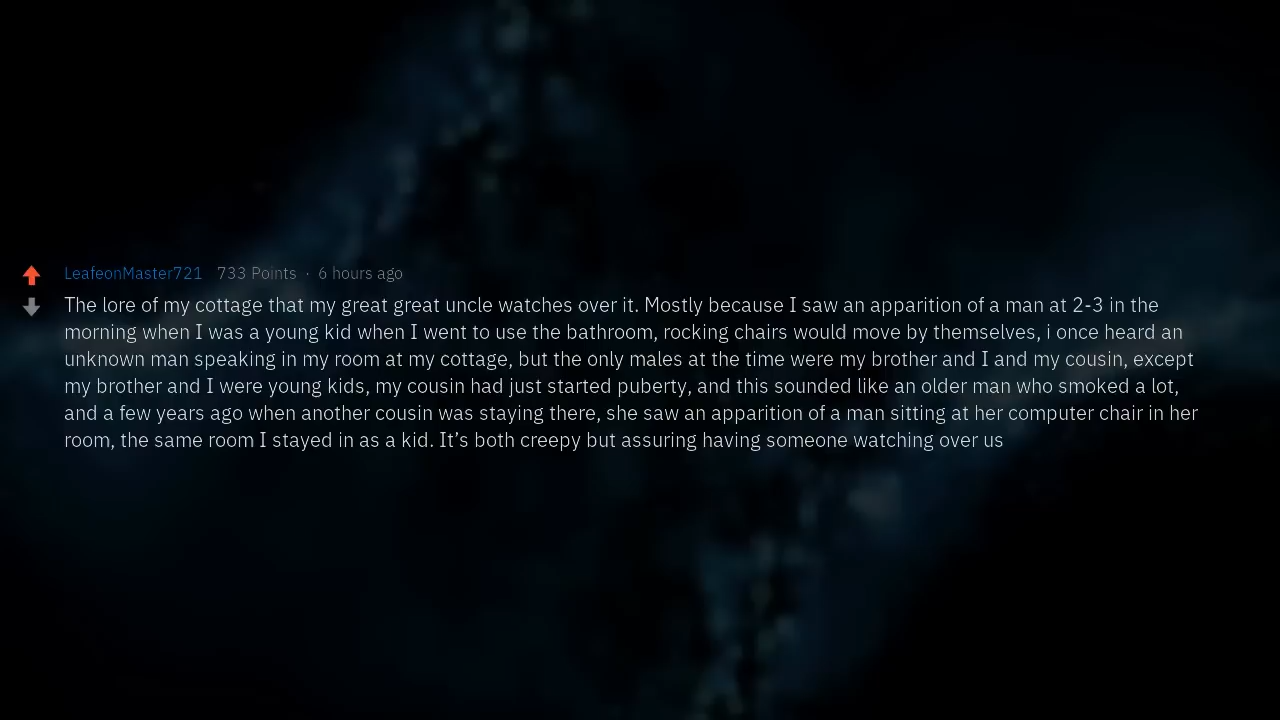 LeafeonMaster721 733 Points · 6 hours ago
The lore of my cottage that my great great uncle watches over it. Mostly because I saw an apparition of a man at 2-3 in the
morning when I was a young kid when I went to use the bathroom, rocking chairs would move by themselves, i once heard an
unknown man speaking in my room at my cottage, but the only males at the time were my brother and I and my cousin, except
my brother and I were young kids, my cousin had just started puberty, and this sounded like an older man who smoked a lot,
and a few years ago when another cousin was staying there, she saw an apparition of a man sitting at her computer chair in her
room, the same room I stayed in as a kid. It’s both creepy but assuring having someone watching over us